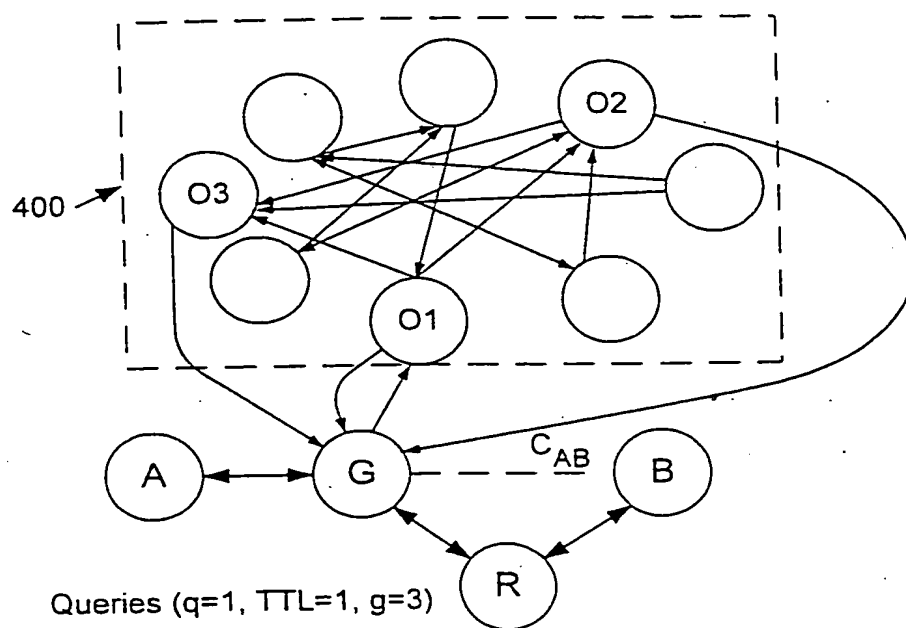 O2
O3
400
O1
C_AB
A
G
B
R
Queries (q=1, TTL=1, g=3)